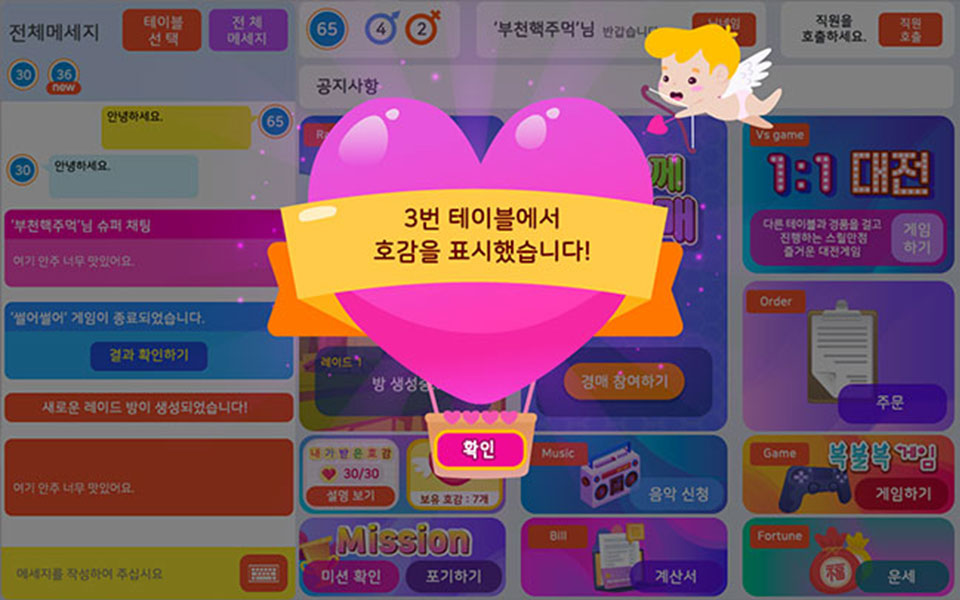 전체메세지
테이블
선 택
전 체
메세지
30
36
new
안녕하세요.
65
30
안녕하세요.
'부천핵주먹'님 슈퍼 채팅
여기 안주 너무 맛있어요.
'썰어썰어' 게임이 종료되었습니다.
결과 확인하기
새로운 레이드 방이 생성되었습니다!
여기 안주 너무 맛있어요.
메세지를 작성하여 주십시요
65
4
2
'부천핵주먹'님 반갑습니다
닉네임
직원을
호출하세요.
직원
호출
공지사항
3번 테이블에서
호감을 표시했습니다!
확인
레이드 1
방 생성
경매 참여하기
Vs game
1:1 대전
다른 테이블과 경품을 걸고
진행하는 스릴만점
즐거운 대전게임
게임
하기
Order
주문
내가받은호감
30/30
설명 보기
보유 호감 : 7개
Music
음악 신청
Game
복불복 게임
게임하기
Mission
미션 확인
포기하기
Bill
계산서
Fortune
福
운세